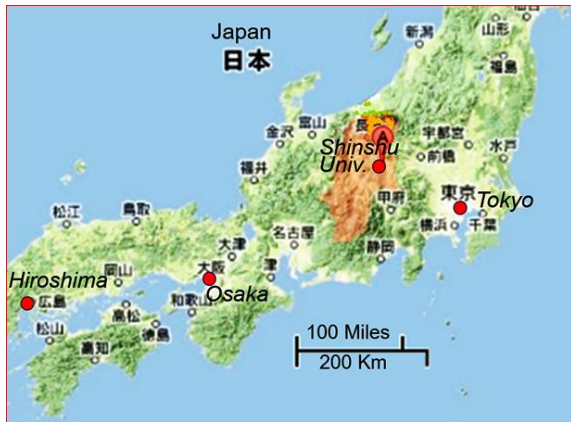 Japan
日本
仙台
山形
新潟
福島
長
A
富山
金沢
宇都宮
水戸
前橋
Shinshu
Univ.
福井
甲府
東京
Tokyo
横浜
千葉
松江
鳥取
名古屋
静岡
大津
津
Hiroshima
岡山
大阪
Osaka
広島
和歌山
高松
松山
徳島
高知
100 Miles
200 Km